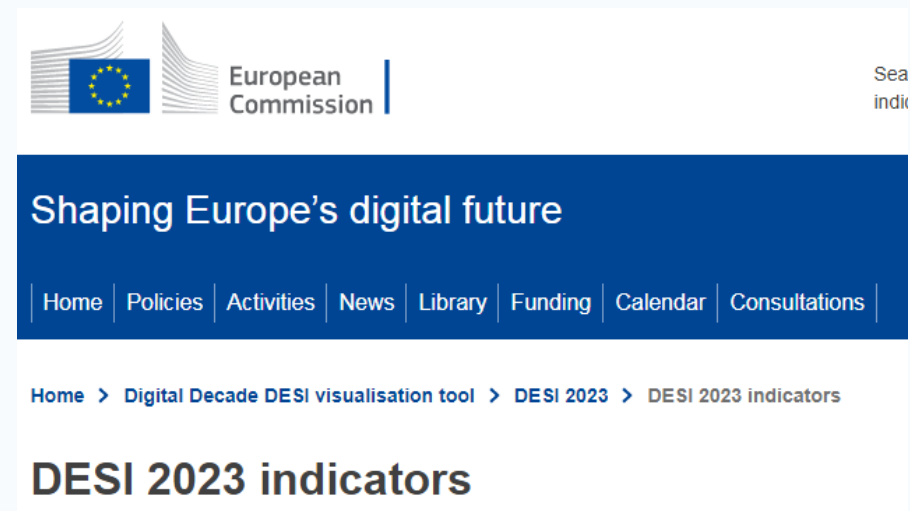 European
Commission
Shaping Europe’s digital future
Home Policies Activities News Library Funding Calendar Consultations
Home > Digital Decade DESI visualisation tool > DESI 2023 > DESI 2023 indicators
DESI 2023 indicators